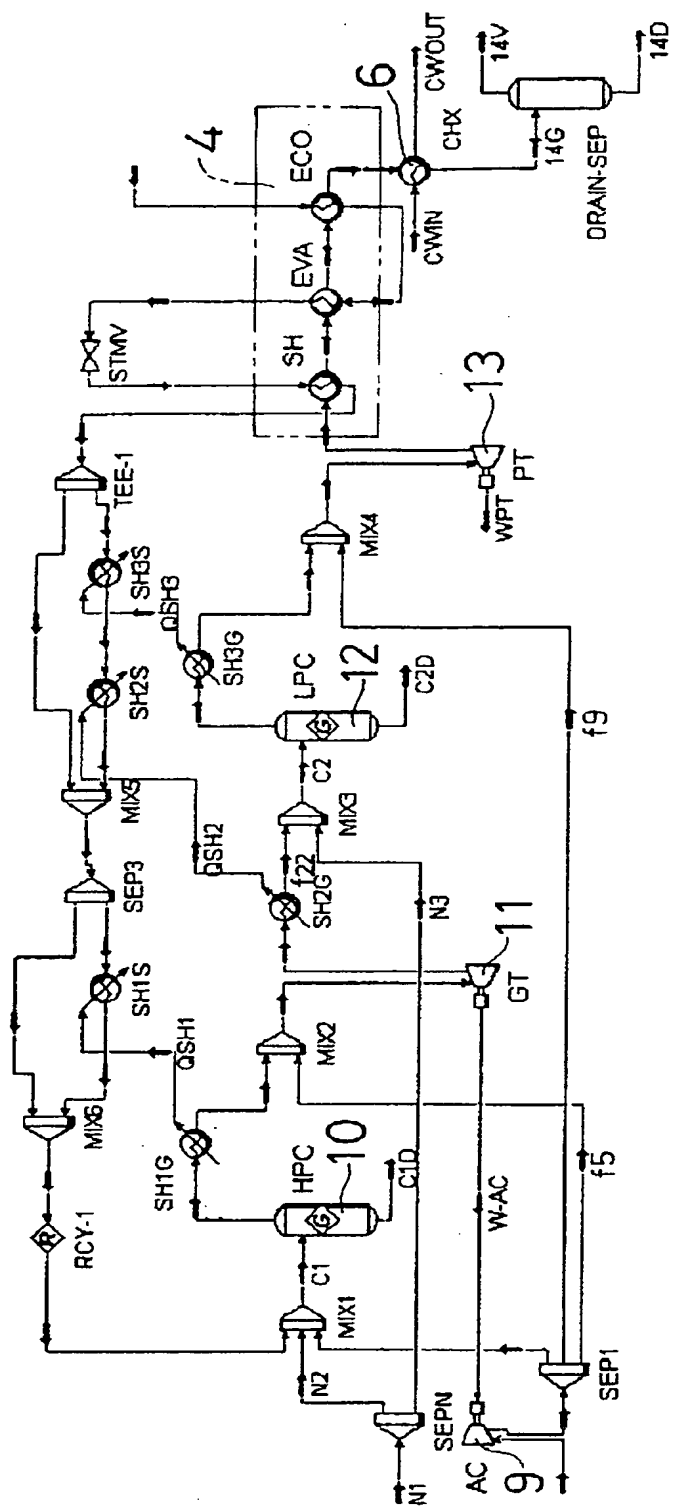 4
ECO
EVA
SH
STMV
6
CWOUT
CWIN
CHX
14V
14G
14D
DRAIN-SEP
TEE-1
SH3S
SH2S
QSH3
SH3G
MIX4
13
PT
WPT
MIX5
QSH2
SEP3
SH1S
QSH1
MIX6
R
RCY-1
LPC
G
12
C2
C2D
MIX3
f22
SH2G
N3
f9
11
GT
MIX2
SH1G
HPC
G
10
C1
C1D
MIX1
N2
W-AC
f5
SEPN
SEP1
AC
9
N1